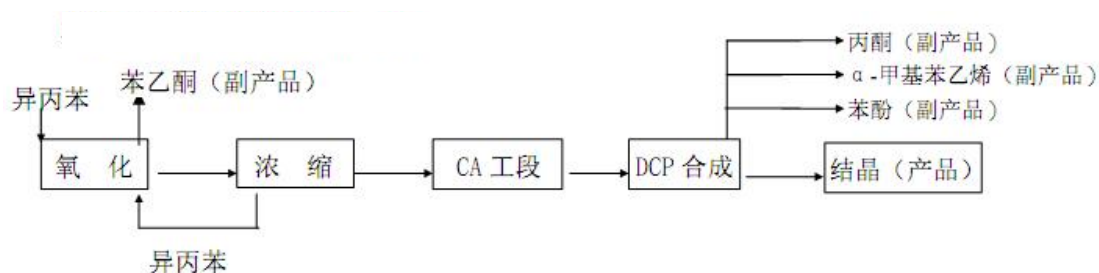 丙酮（副产品）
苯乙酮（副产品）
α-甲基苯乙烯（副产品）
异丙苯
苯酚（副产品）
氧 化
浓 缩
CA 工段
DCP 合成
结晶（产品）
异丙苯